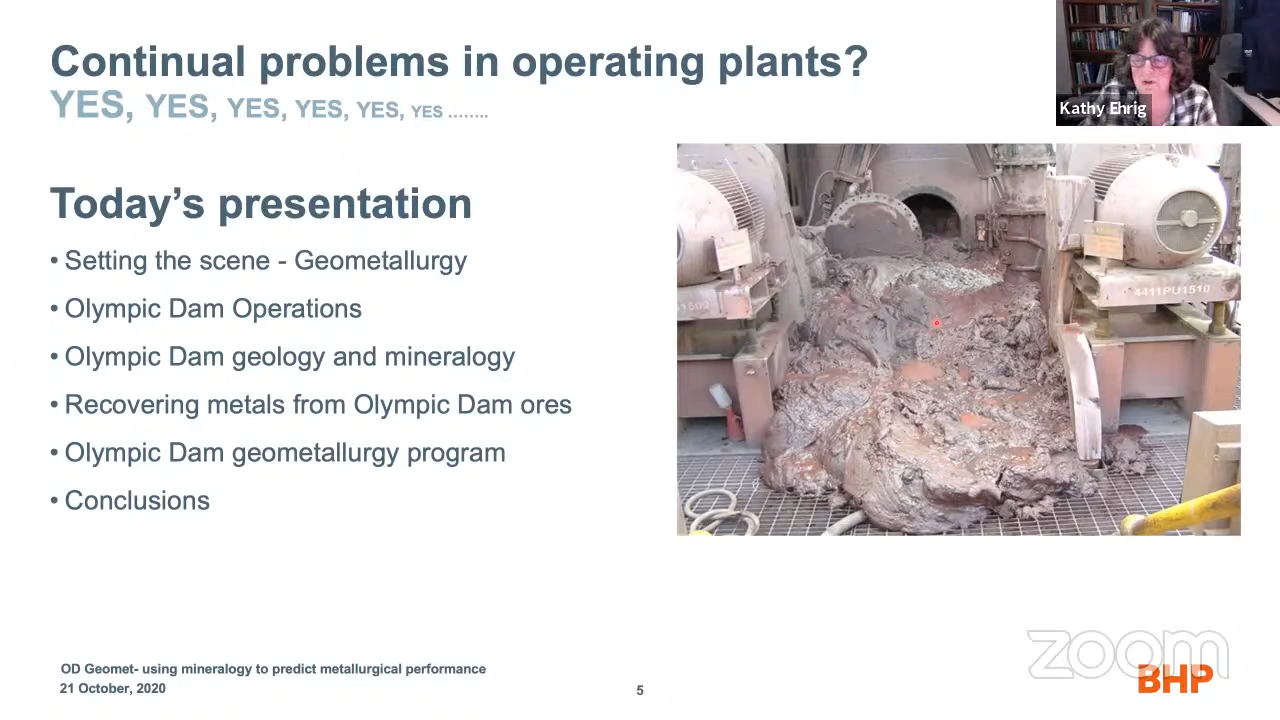 Continual problems in operating plants?
YES, YES, YES, YES, YES, YES ........
Kathy Ehrig
Today's presentation
• Setting the scene - Geometallurgy
• Olympic Dam Operations
• Olympic Dam geology and mineralogy
• Recovering metals from Olympic Dam ores
• Olympic Dam geometallurgy program
• Conclusions
4411PU1510
OD Geomet- using mineralogy to predict metallurgical performance
21 October, 2020
5
zoom
BHP